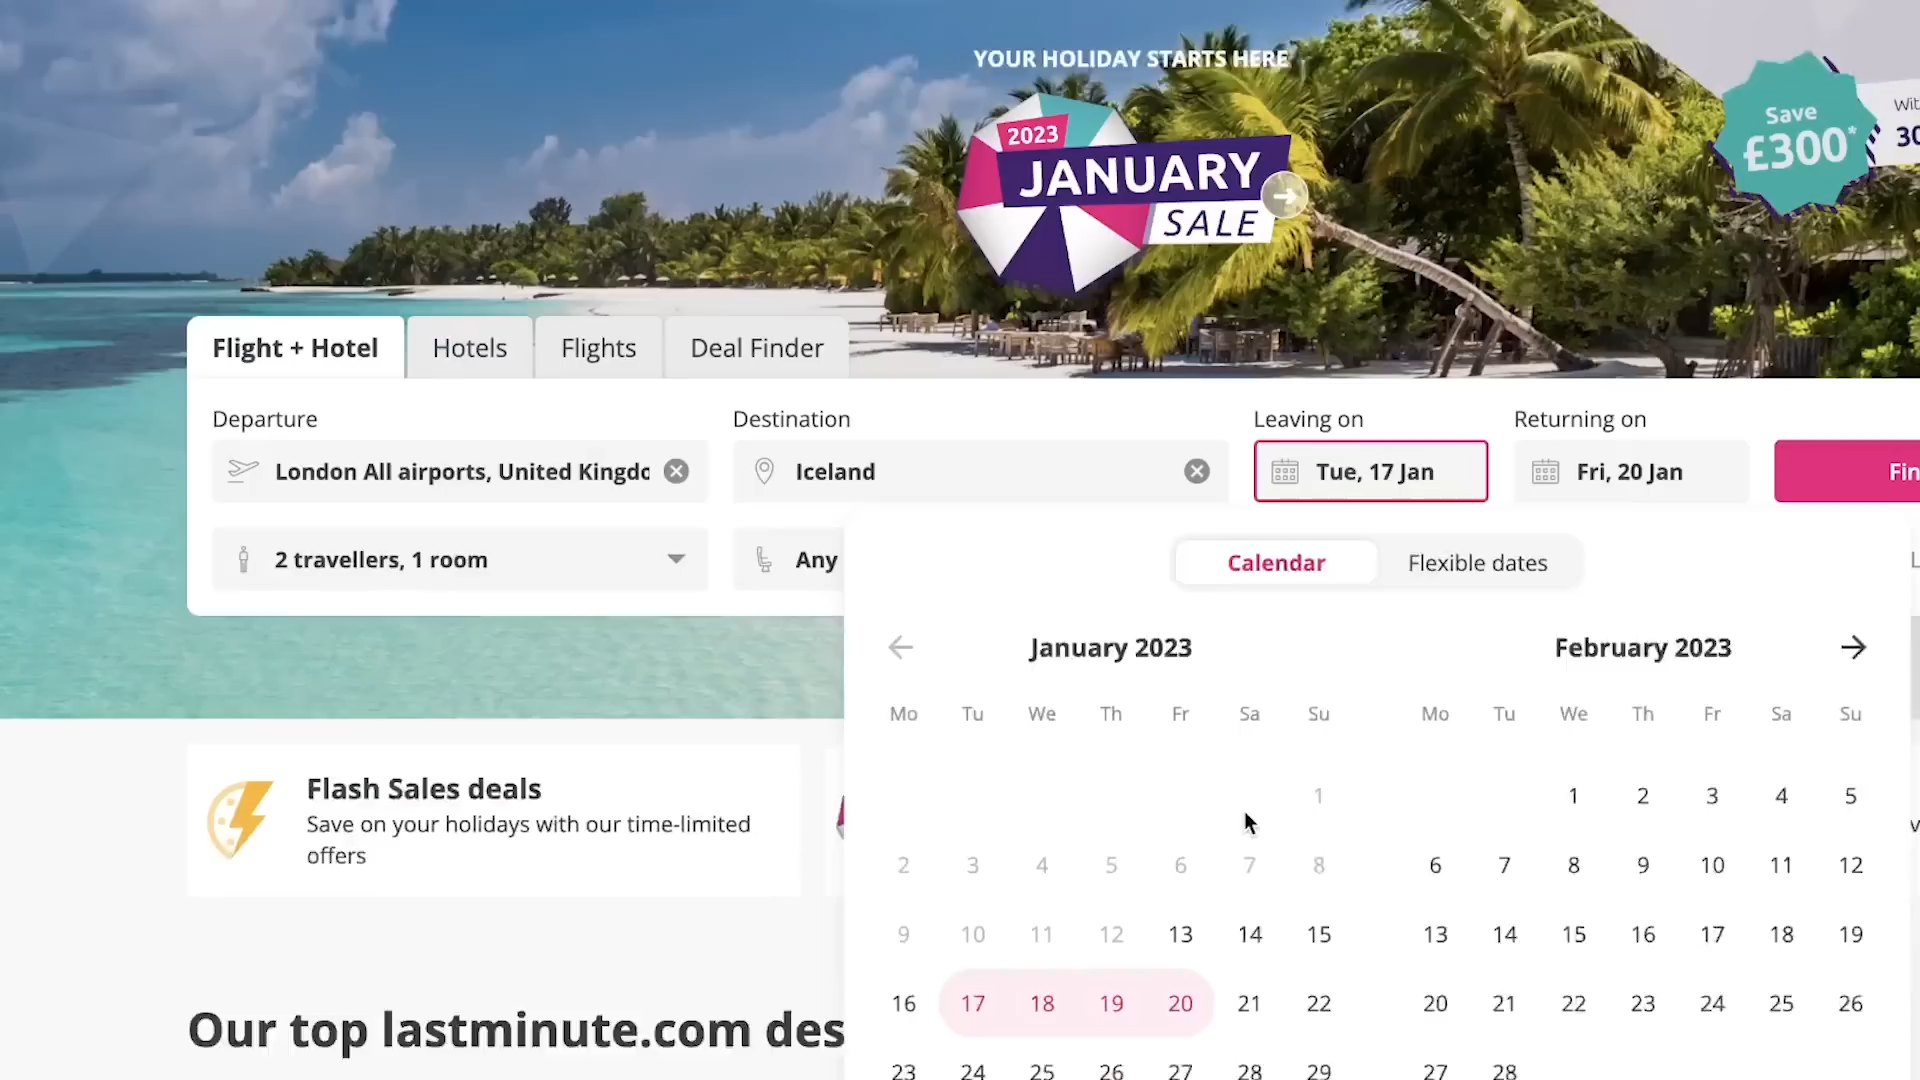 YOUR HOLIDAY STARTS HERE
2023
JANUARY
SALE
Save
£300*
Flight + Hotel
Hotels
Flights
Deal Finder
Departure
Destination
Leaving on
Returning on
London All airports, United Kingdo
Iceland
Tue, 17 Jan
Fri, 20 Jan
2 travellers, 1 room
Any
Calendar
Flexible dates
January 2023
February 2023
Mo Tu We Th Fr Sa Su
1
2 3 4 5 6 7 8
9 10 11 12 13 14 15
16 17 18 19 20 21 22
23 24 25 26 27 28 29
Mo Tu We Th Fr Sa Su
1 2 3 4 5
6 7 8 9 10 11 12
13 14 15 16 17 18 19
20 21 22 23 24 25 26
27 28
Flash Sales deals
Save on your holidays with our time-limited
offers
Our top lastminute.com des